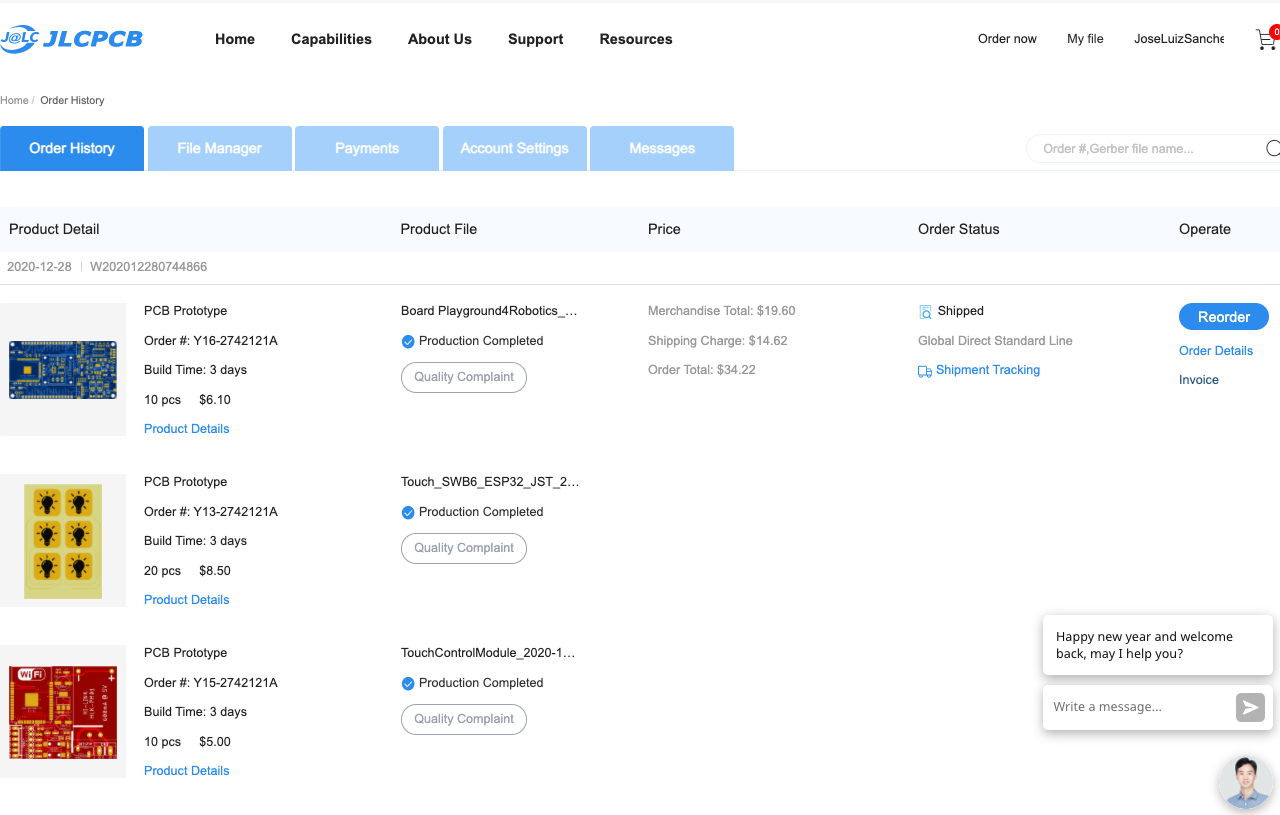 J@LC JLCPCB
Home Capabilities About Us Support Resources
Order now My file JoseLuizSanche
0
Home / Order History
Order History File Manager Payments Account Settings Messages
Order #,Gerber file name...
Product Detail Product File Price Order Status Operate
2020-12-28 W202012280744866
PCB Prototype
Order #: Y16-2742121A
Build Time: 3 days
10 pcs $6.10
Product Details
Board Playground4Robotics_...
Production Completed
Quality Complaint
Merchandise Total: $19.60
Shipping Charge: $14.62
Order Total: $34.22
Shipped
Global Direct Standard Line
Shipment Tracking
Reorder
Order Details
Invoice
PCB Prototype
Order #: Y13-2742121A
Build Time: 3 days
20 pcs $8.50
Product Details
Touch_SWB6_ESP32_JST_2...
Production Completed
Quality Complaint
WiFi
HI-LINK
HLK-PM01
600mA @ 5V
PCB Prototype
Order #: Y15-2742121A
Build Time: 3 days
10 pcs $5.00
Product Details
TouchControlModule_2020-1...
Production Completed
Quality Complaint
Happy new year and welcome
back, may I help you?
Write a message...